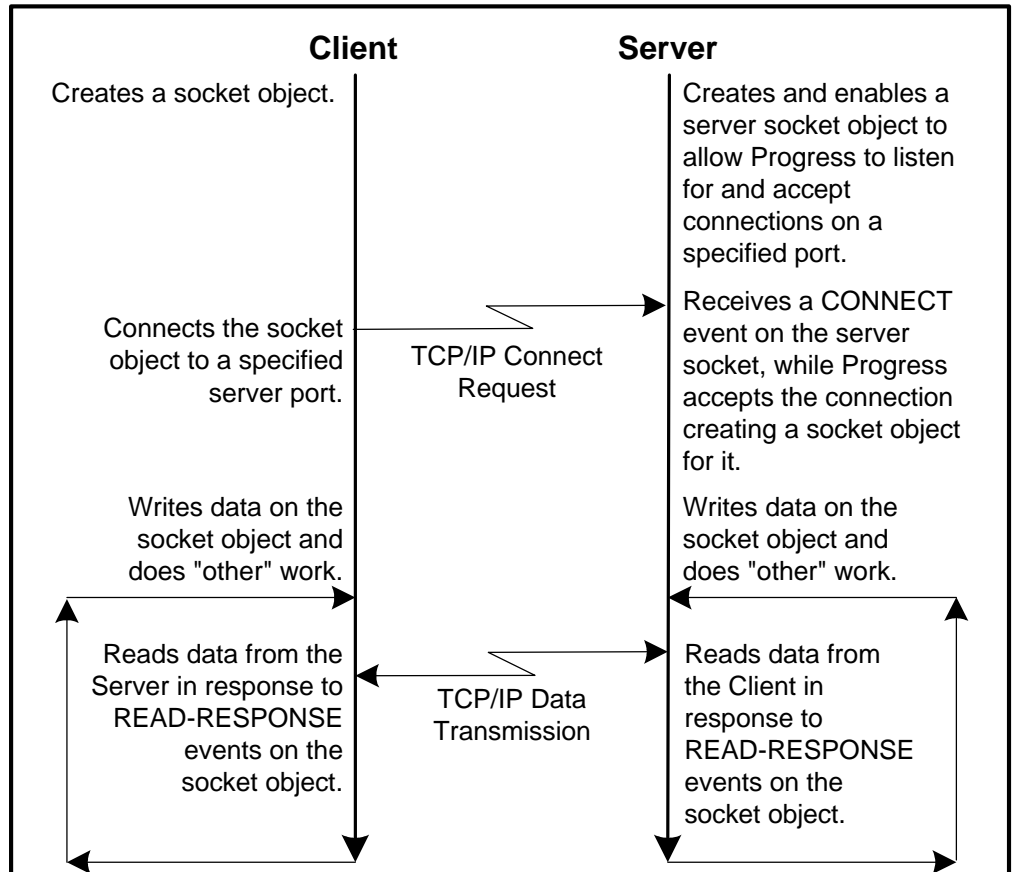 Client
Server
Creates a socket object.
Creates and enables a
server socket object to
allow Progress to listen
for and accept
connections on a
specified port.
Connects the socket
object to a specified
server port.
TCP/IP Connect
Request
Receives a CONNECT
event on the server
socket, while Progress
accepts the connection
creating a socket object
for it.
Writes data on the
socket object and
does "other" work.
Writes data on the
socket object and
does "other" work.
Reads data from the
Server in response to
READ-RESPONSE
events on the
socket object.
TCP/IP Data
Transmission
Reads data from
the Client in
response to
READ-RESPONSE
events on the
socket object.